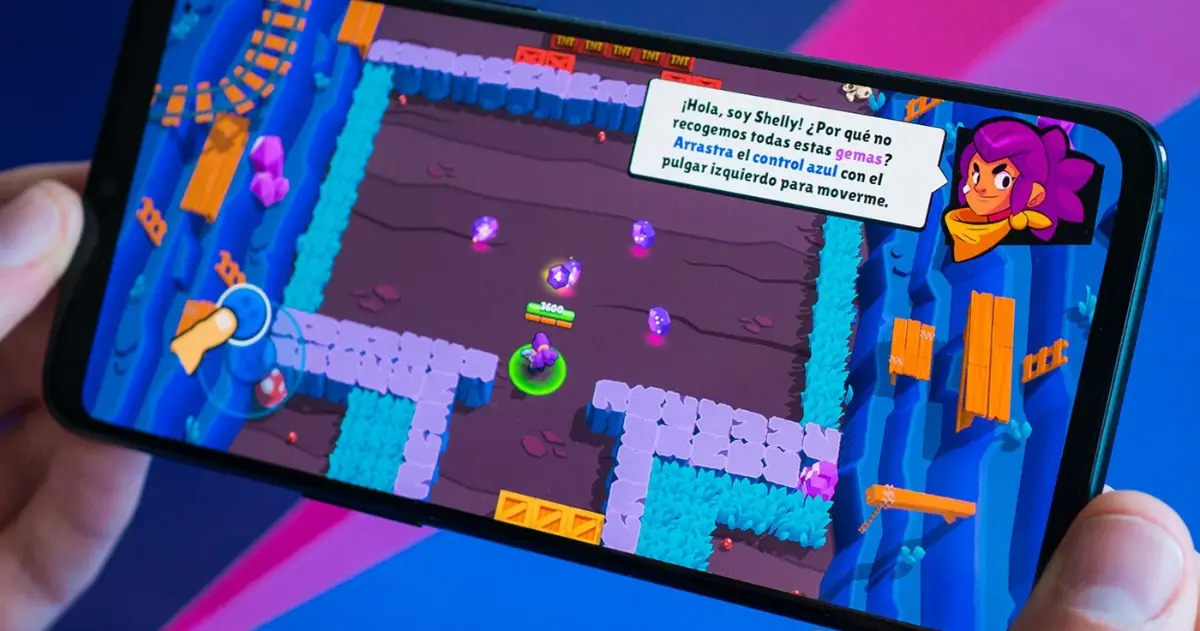 TNT TNT TNT TNT TNT
¡Hola, soy Shelly! ¿Por qué no
recogemos todas estas gemas?
Arrastra el control azul con el
pulgar izquierdo para moverme.
3600